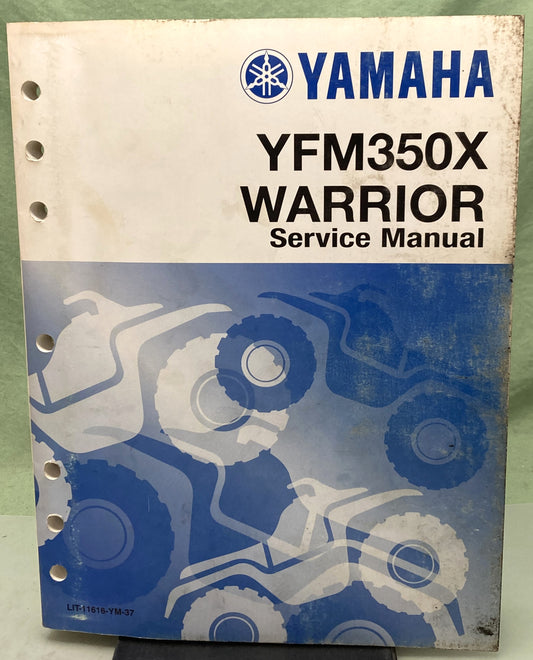 YAMAHA
YFM350X
WARRIOR
Service Manual
LIT-11616-YM-37